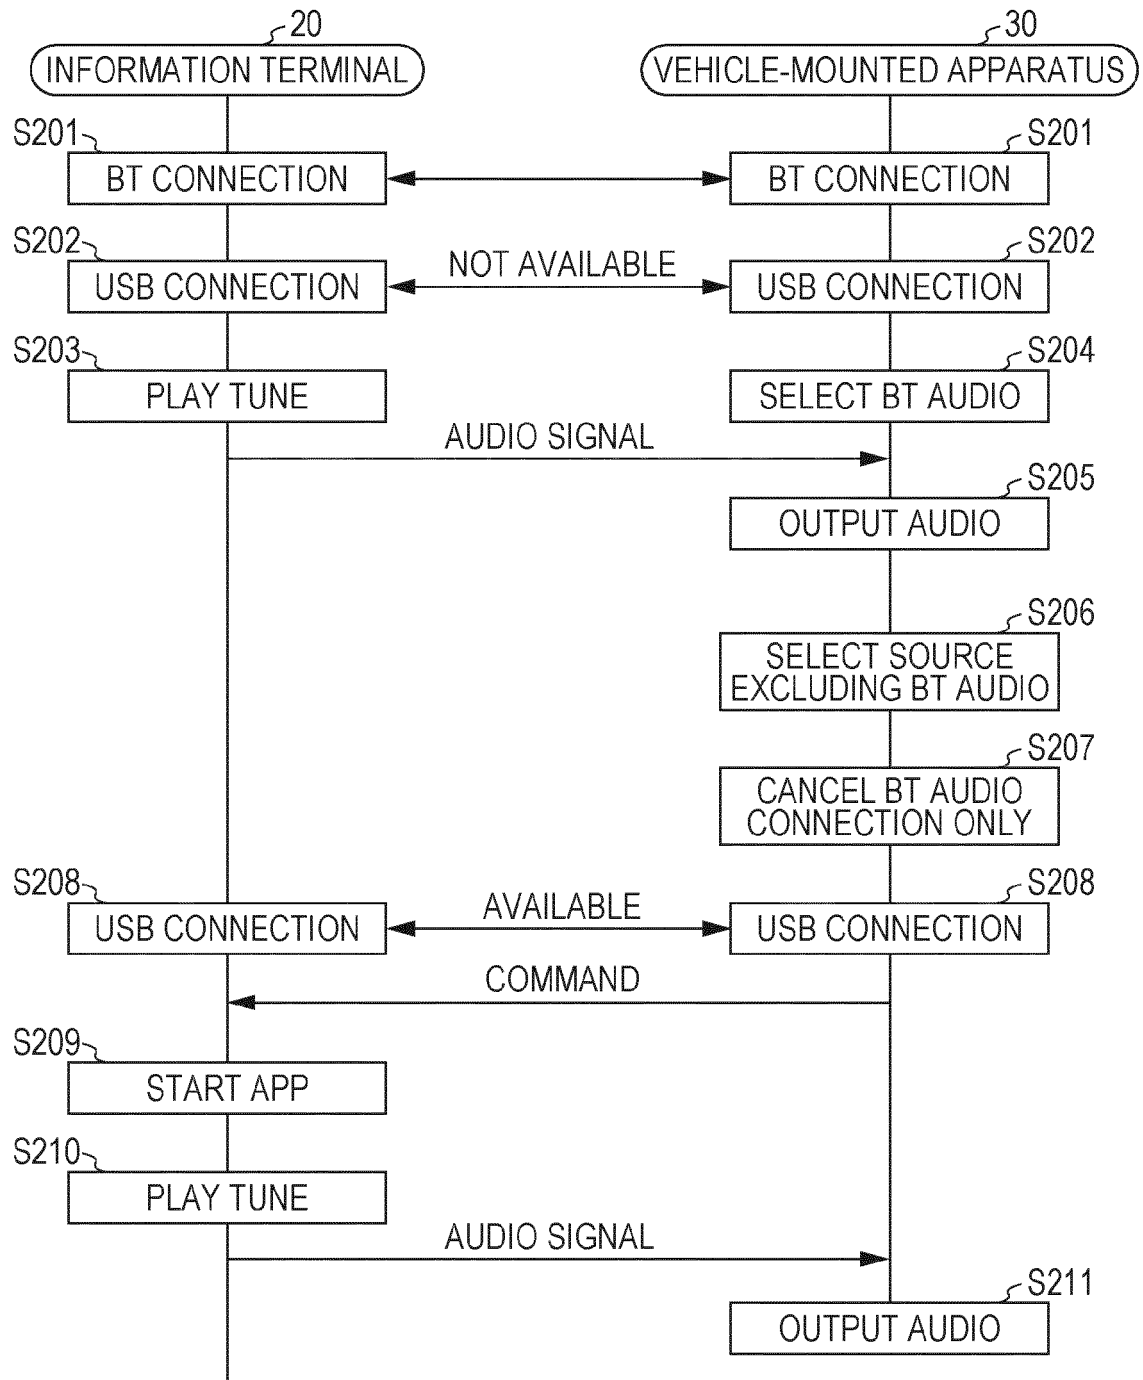 20
30
INFORMATION TERMINAL
VEHICLE-MOUNTED APPARATUS
S201
S201
BT CONNECTION
BT CONNECTION
S202
S202
NOT AVAILABLE
USB CONNECTION
USB CONNECTION
S203
S204
PLAY TUNE
SELECT BT AUDIO
AUDIO SIGNAL
S205
OUTPUT AUDIO
S206
SELECT SOURCE
EXCLUDING BT AUDIO
S207
CANCEL BT AUDIO
CONNECTION ONLY
S208
S208
AVAILABLE
USB CONNECTION
USB CONNECTION
COMMAND
S209
START APP
S210
PLAY TUNE
AUDIO SIGNAL
S211
OUTPUT AUDIO